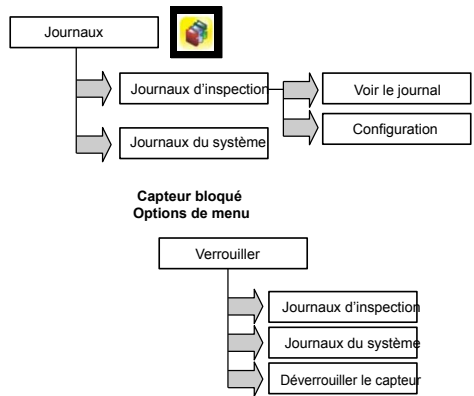 Journaux
Journaux d'inspection
Voir le journal
Configuration
Journaux du système
Capteur bloqué
Options de menu
Verrouiller
Journaux d'inspection
Journaux du système
Déverrouiller le capteur